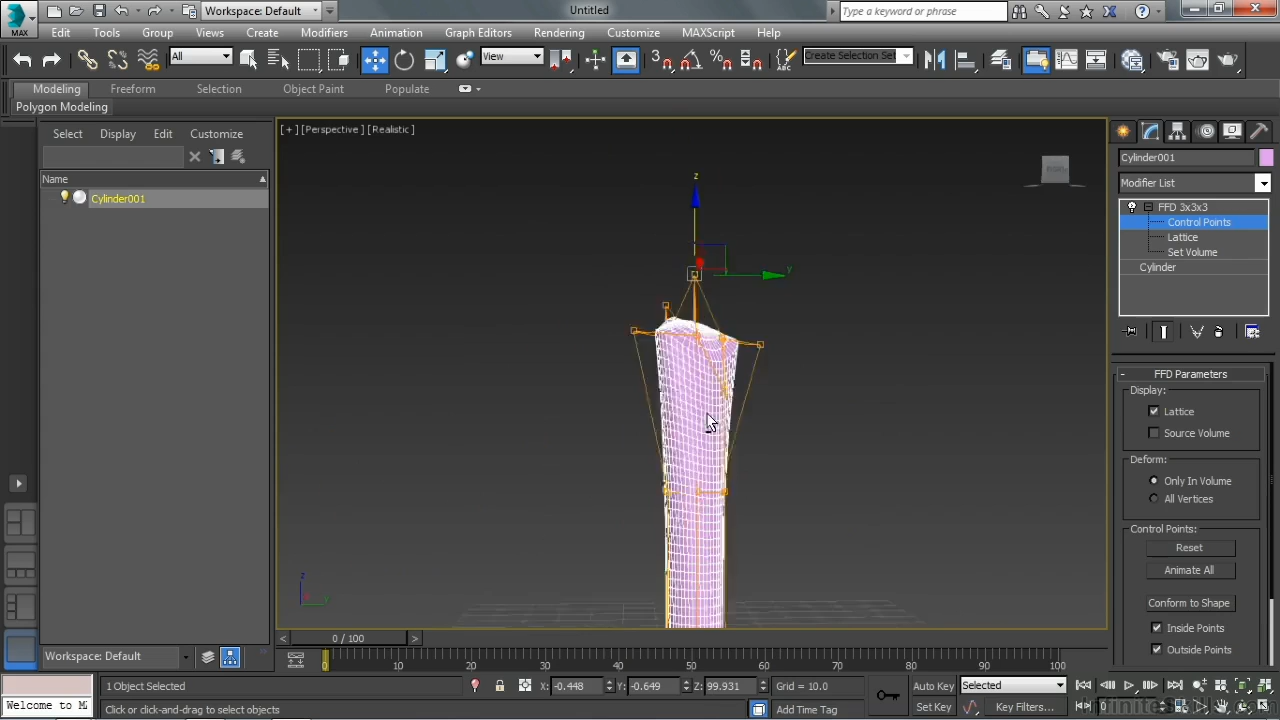 Workspace: Default
Untitled
Type a keyword or phrase
MAX
Edit Tools Group Views Create Modifiers Animation Graph Editors Rendering Customize MAXScript Help
All
View
Create Selection Set
Modeling Freeform Selection Object Paint Populate
Polygon Modeling
Select Display Edit Customize
[ + ] [Perspective ] [Realistic ]
Name
Cylinder001
z
y
Cylinder001
Modifier List
FFD 3x3x3
Control Points
Lattice
Set Volume
Cylinder
- FFD Parameters
Display:
Lattice
Source Volume
Deform:
Only In Volume
All Vertices
Control Points:
Reset
Animate All
Conform to Shape
Inside Points
Outside Points
z
< 0 / 100 >
Workspace: Default
0 10 20 30 40 50 60 70 80 90 100
1 Object Selected
X: -0.448 Y: -0.649 Z: 99.931 Grid = 10.0
Auto Key Selected
Welcome to M
Click or click-and-drag to select objects
Add Time Tag
Set Key Key Filters... 0